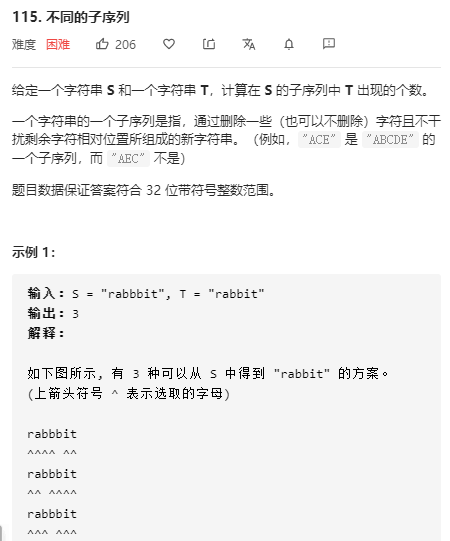 115. 不同的子序列
难度 困难 206
给定一个字符串 S 和一个字符串 T，计算在 S 的子序列中 T 出现的个数。
一个字符串的一个子序列是指，通过删除一些（也可以不删除）字符且不干
扰剩余字符相对位置所组成的新字符串。（例如，"ACE" 是 "ABCDE" 的
一个子序列，而 "AEC" 不是）
题目数据保证答案符合 32 位带符号整数范围。
示例 1：
输入：S = "rabbbit", T = "rabbit"
输出：3
解释：
如下图所示, 有 3 种可以从 S 中得到 "rabbit" 的方案。
(上箭头符号 ^ 表示选取的字母)
rabbbit
^^^^ ^^
rabbbit
^^ ^^^^
rabbbit
^^^ ^^^